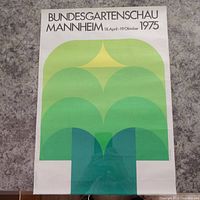 BUNDESGARTENSCHAU
MANNHEIM 18.April-19.Oktober 1975